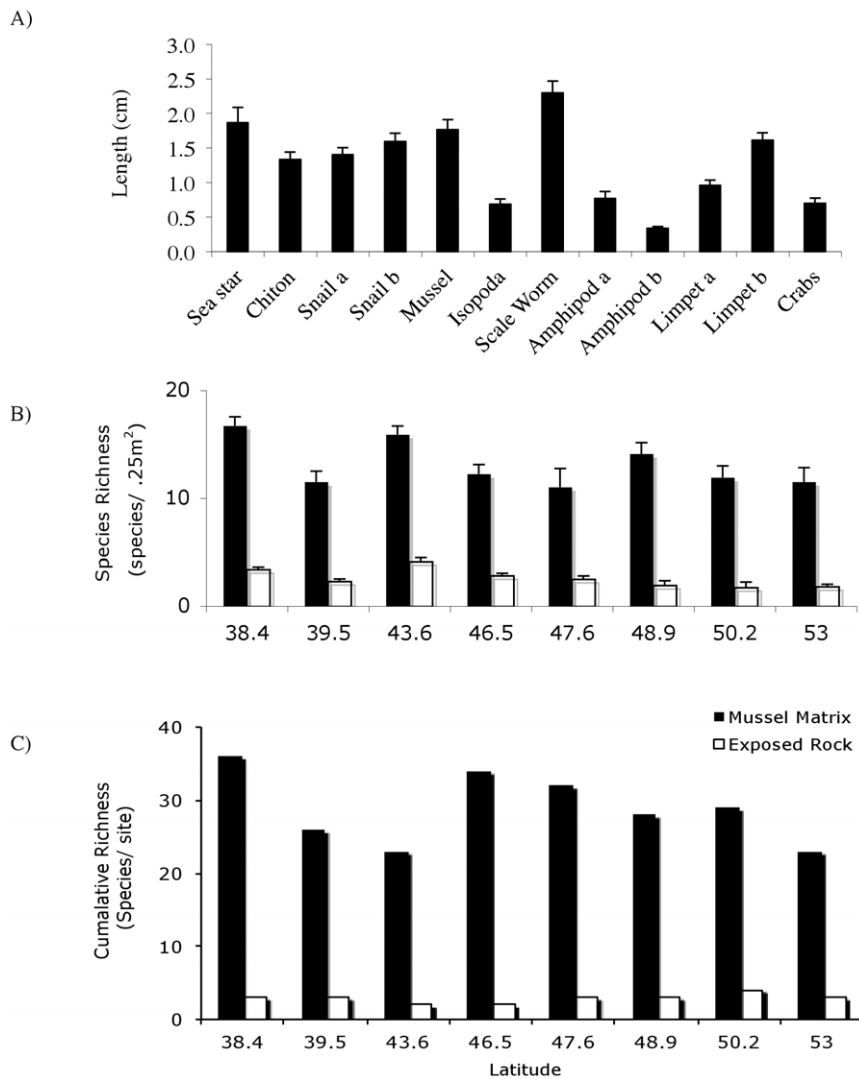 A)
Length (cm)
3.0
2.5
2.0
1.5
1.0
0.5
0.0
Sea star
Chiton
Snail a
Snail b
Mussel
Isopoda
Scale Worm
Amphipod a
Amphipod b
Limpet a
Limpet b
Crabs
B)
Species Richness
(species/ .25m²)
20
10
0
38.4 39.5 43.6 46.5 47.6 48.9 50.2 53
C)
Cumalative Richness
(Species/ site)
40
30
20
10
0
Mussel Matrix
Exposed Rock
38.4 39.5 43.6 46.5 47.6 48.9 50.2 53
Latitude